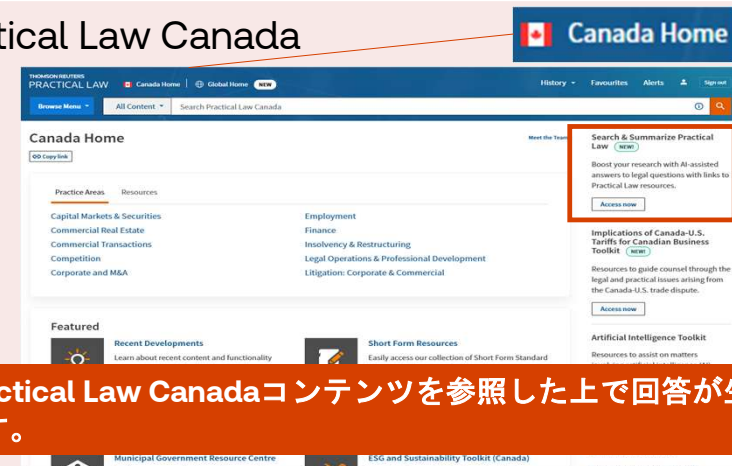 tical Law Canada
Canada Home
THOMSON REUTERS
PRACTICAL LAW
Canada Home
Global Home
NEW
History
Favourites
Alerts
Sign out
Browse Menu
All Content
Search Practical Law Canada
Canada Home
Meet the Team
Copy link
Practice Areas
Resources
Capital Markets & Securities
Commercial Real Estate
Commercial Transactions
Competition
Corporate and M&A
Employment
Finance
Insolvency & Restructuring
Legal Operations & Professional Development
Litigation: Corporate & Commercial
Search & Summarize Practical
Law NEW!
Boost your research with AI-assisted
answers to legal questions with links to
Practical Law resources.
Access now
Implications of Canada-U.S.
Tariffs for Canadian Business
Toolkit NEW!
Resources to guide counsel through the
legal and practical issues arising from
the Canada-U.S. trade dispute.
Access now
Artificial Intelligence Toolkit
Resources to assist on matters
Featured
Recent Developments
Learn about recent content and functionality
Short Form Resources
Easily access our collection of Short Form Standard
ctical Law Canadaコンテンツを参照した上で回答が
。
Municipal Government Resource Centre
ESG and Sustainability Toolkit (Canada)